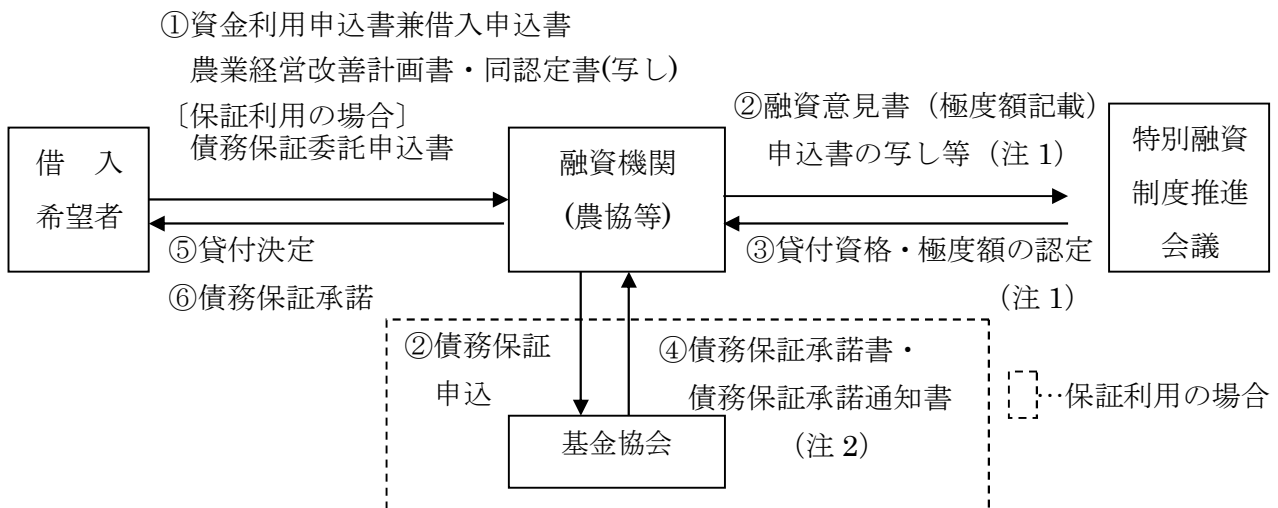 ①資金利用申込書兼借入申込書
農業経営改善計画書・同認定書(写し)
〔保証利用の場合〕
債務保証委託申込書
借　入
希望者
融資機関
(農協等)
②融資意見書（極度額記載）
申込書の写し等（注 1）
特別融資
制度推進
会議
⑤貸付決定
⑥債務保証承諾
③貸付資格・極度額の認定
（注 1）
②債務保証
申込
④債務保証承諾書・
債務保証承諾通知書
（注 2）
基金協会
…保証利用の場合